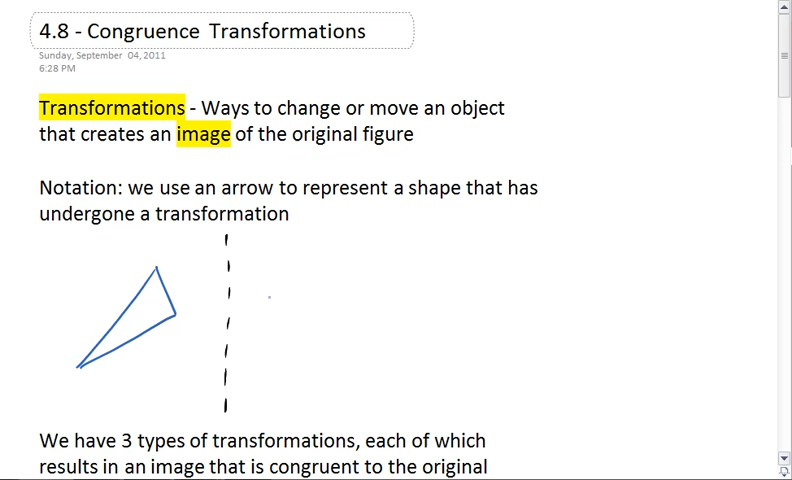 4.8 - Congruence Transformations
Sunday, September 04, 2011
6:28 PM
Transformations - Ways to change or move an object
that creates an image of the original figure
Notation: we use an arrow to represent a shape that has
undergone a transformation
We have 3 types of transformations, each of which
results in an image that is congruent to the original